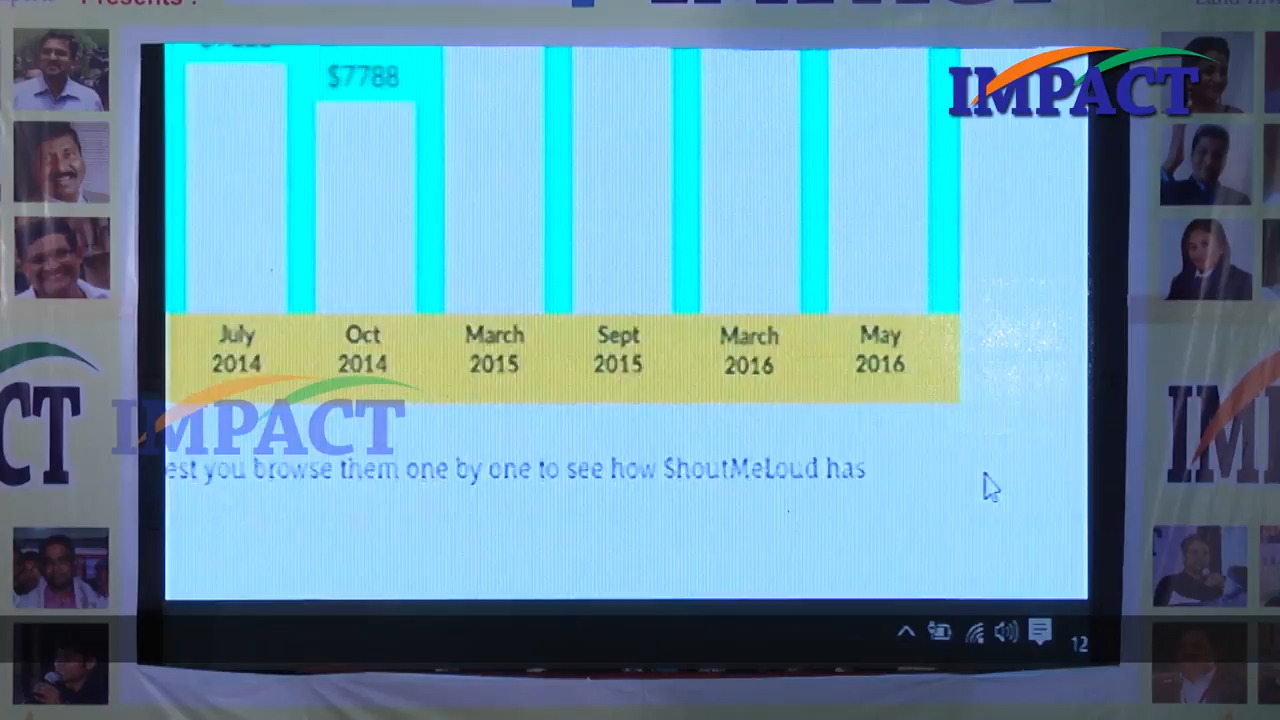 Presents :
IMPACT
$7788
July Oct March Sept March May
2014 2014 2015 2015 2016 2016
IMPACT
est you browse them one by one to see how ShoutMeLoud has
12